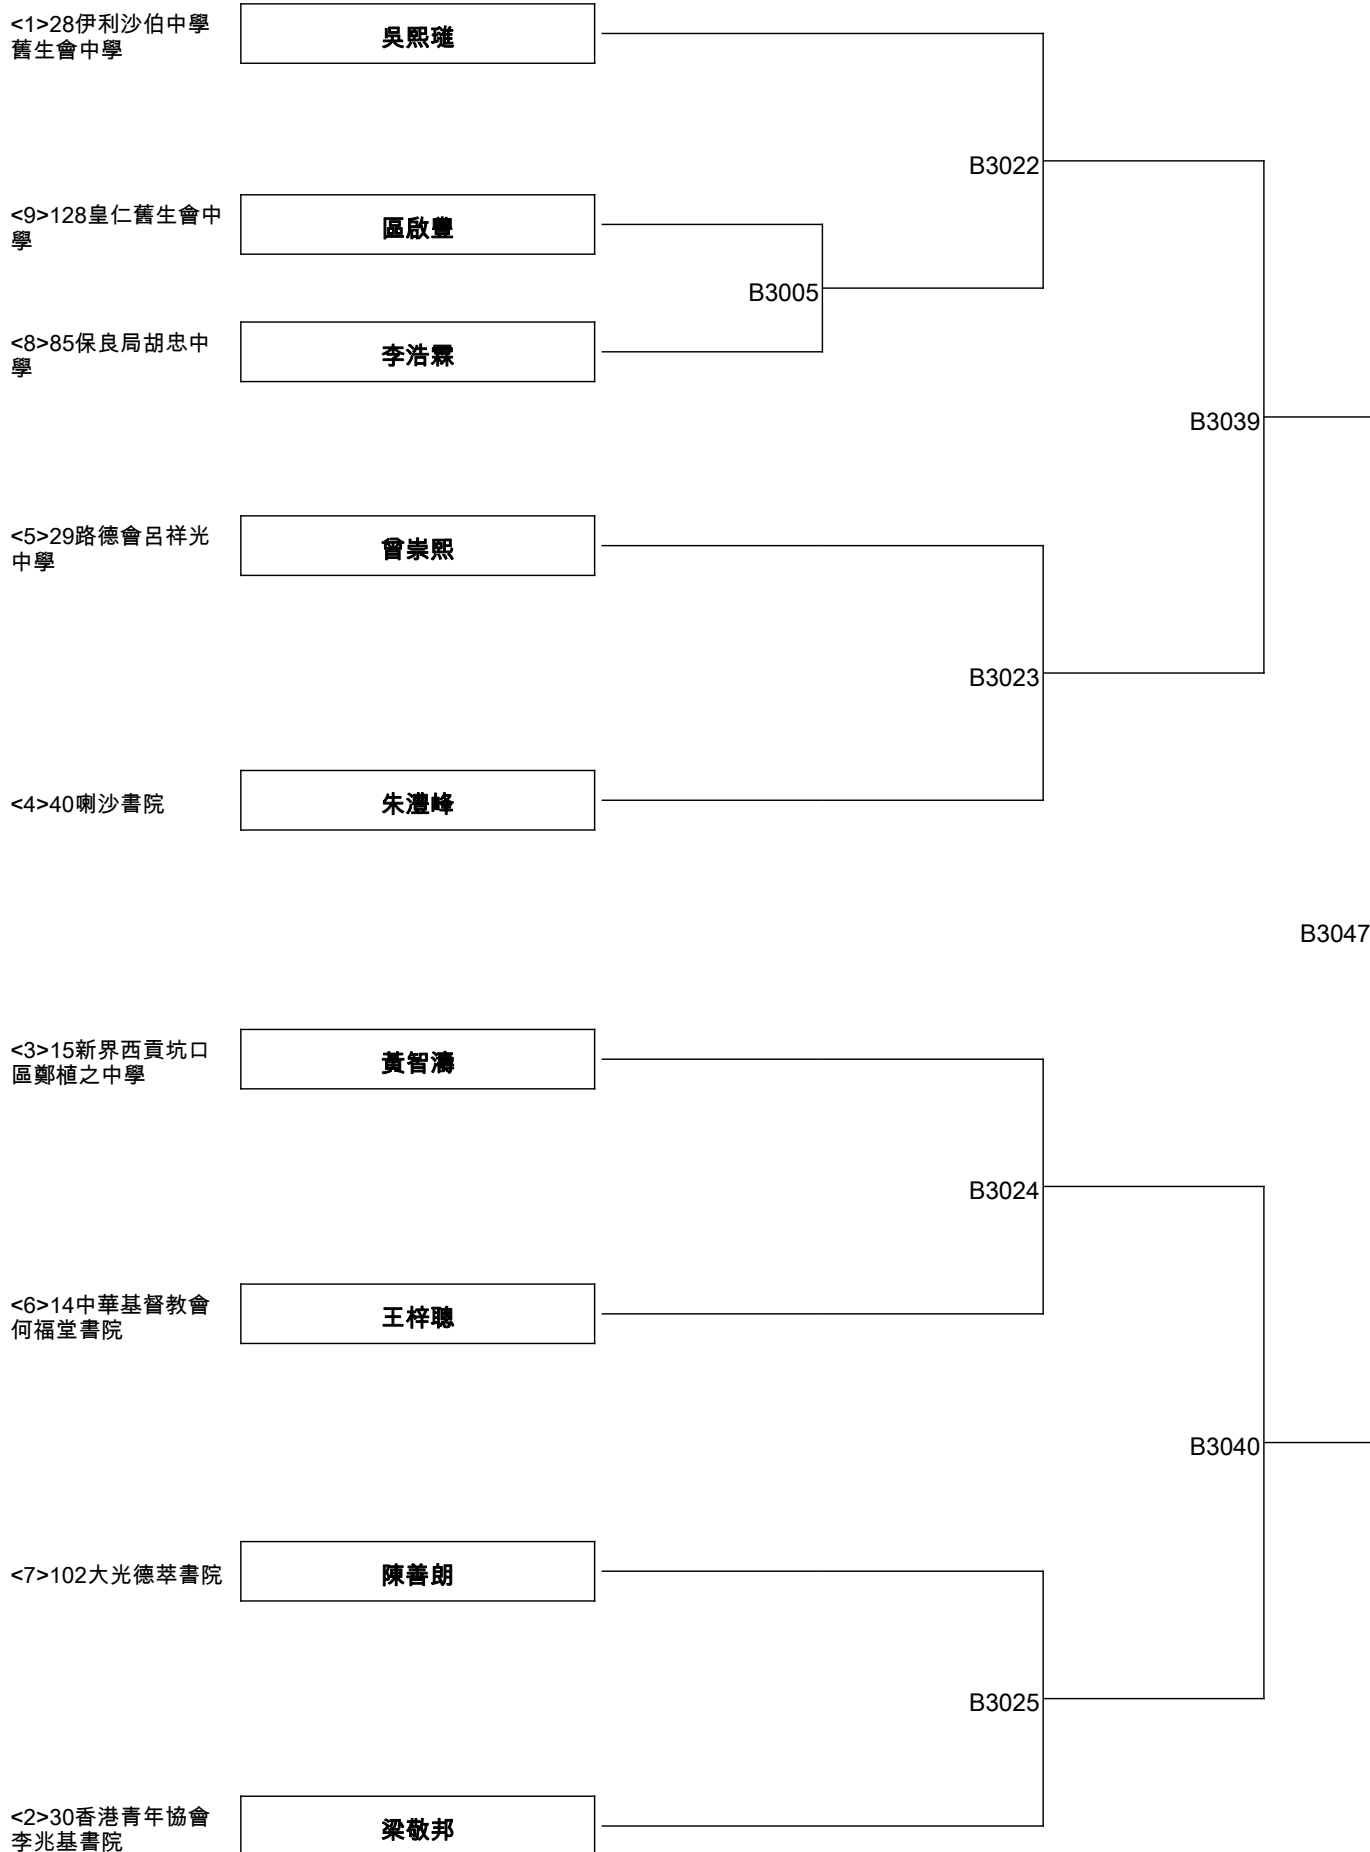 <1>28伊利沙伯中學
舊生會中學
吳熙璡
B3022
<9>128皇仁舊生會中
學
區啟豐
B3005
<8>85保良局胡忠中
學
李浩霖
B3039
<5>29路德會呂祥光
中學
曾崇熙
B3023
<4>40喇沙書院
朱灃峰
B3047
<3>15新界西貢坑口
區鄭植之中學
黃智濤
B3024
<6>14中華基督教會
何福堂書院
王梓聰
B3040
<7>102大光德萃書院
陳善朗
B3025
<2>30香港青年協會
李兆基書院
梁敬邦